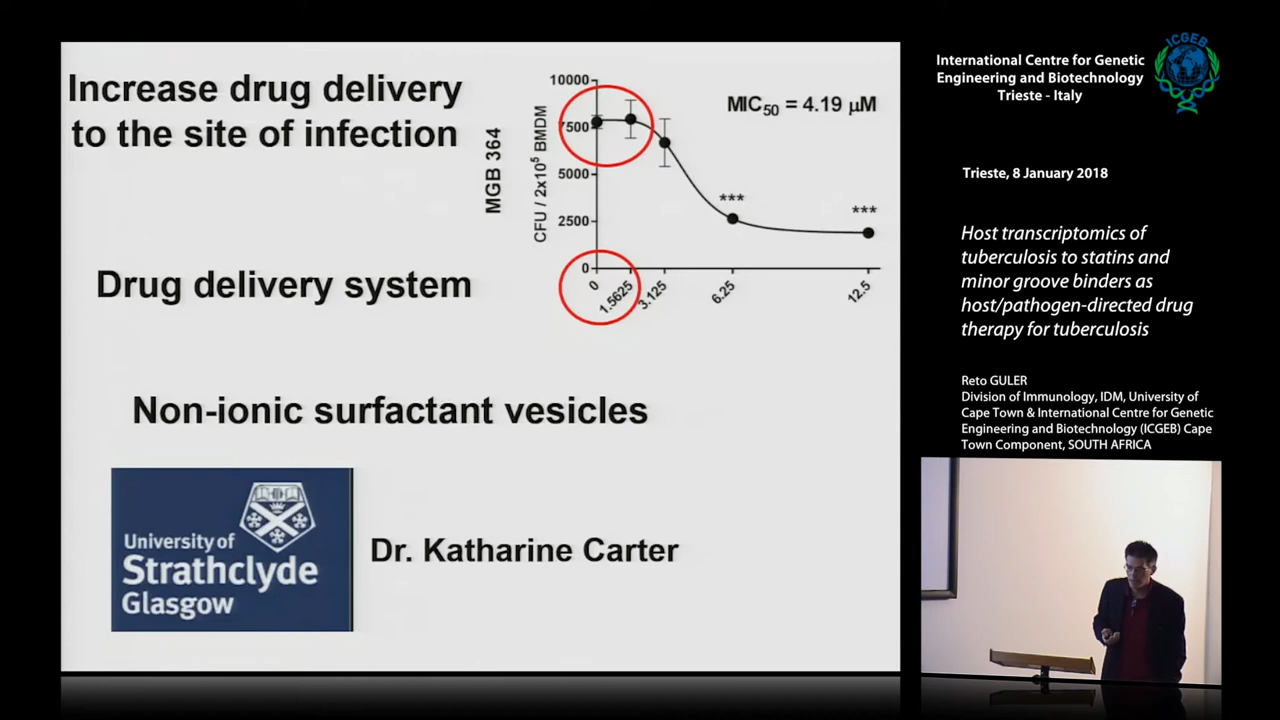 Increase drug delivery
to the site of infection
MGB 364
CFU / 2x10⁵ BMDM
10000
7500
5000
2500
0
MIC₅₀ = 4.19 µM
***
***
0
1.5625
3.125
6.25
12.5
Drug delivery system
Non-ionic surfactant vesicles
University of
Strathclyde
Glasgow
Dr. Katharine Carter
International Centre for Genetic
Engineering and Biotechnology
Trieste - Italy
ICGEB
Trieste, 8 January 2018
Host transcriptomics of
tuberculosis to statins and
minor groove binders as
host/pathogen-directed drug
therapy for tuberculosis
Reto GULER
Division of Immunology, IDM, University of
Cape Town & International Centre for Genetic
Engineering and Biotechnology (ICGEB) Cape
Town Component, SOUTH AFRICA